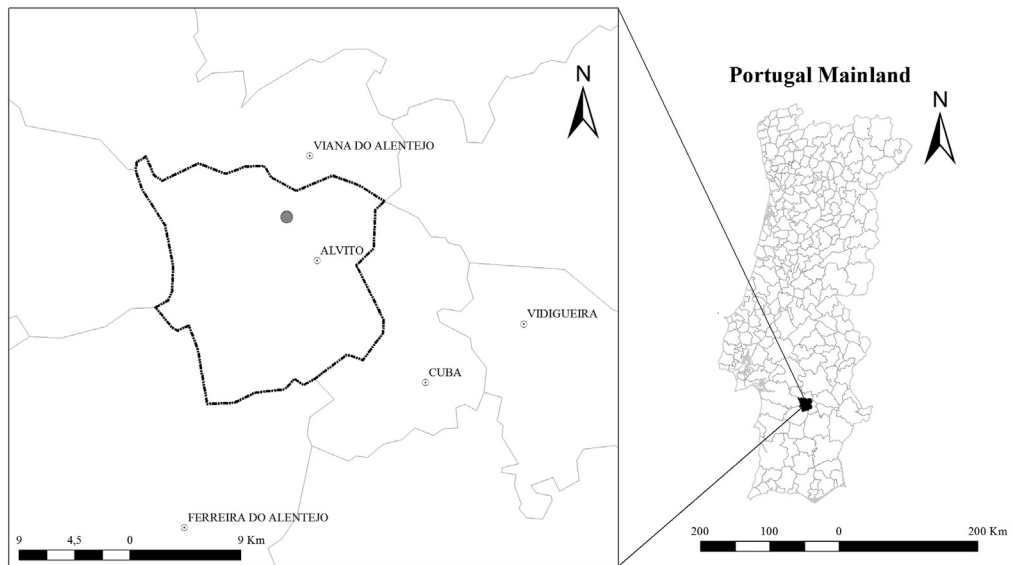 N
VIANA DO ALENTEJO
ALVITO
VIDIGUEIRA
CUBA
FERREIRA DO ALENTEJO
9 4,5 0 9 Km
Portugal Mainland
N
200 100 0 200 Km